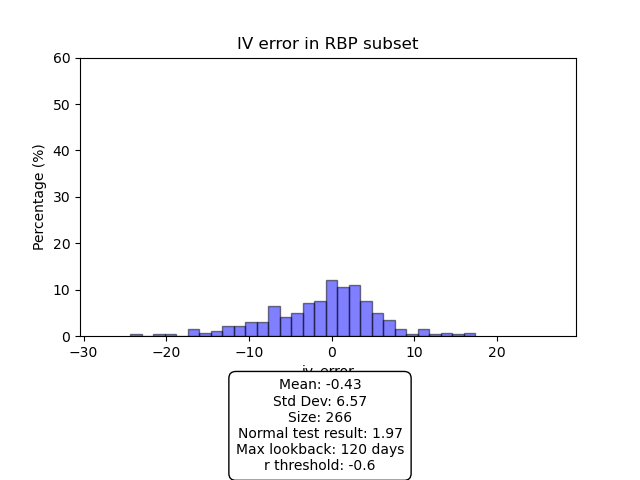 IV error in RBP subset
60
50
40
30
20
10
0
Percentage (%)
−30
−20
−10
0
10
20
iv_error
Mean: -0.43
Std Dev: 6.57
Size: 266
Normal test result: 1.97
Max lookback: 120 days
r threshold: -0.6